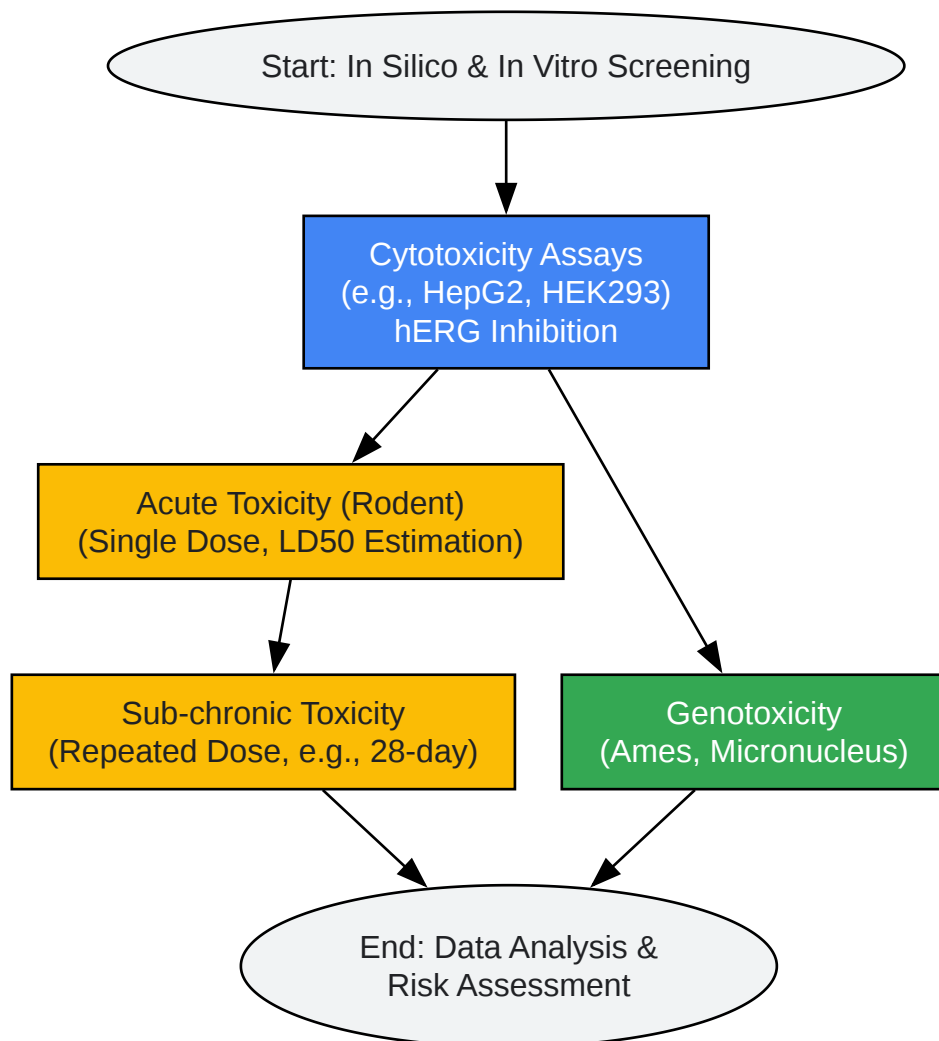 Start: In Silico & In Vitro Screening
Cytotoxicity Assays
(e.g., HepG2, HEK293)
hERG Inhibition
Acute Toxicity (Rodent)
(Single Dose, LD50 Estimation)
Sub-chronic Toxicity
(Repeated Dose, e.g., 28-day)
Genotoxicity
(Ames, Micronucleus)
End: Data Analysis &
Risk Assessment